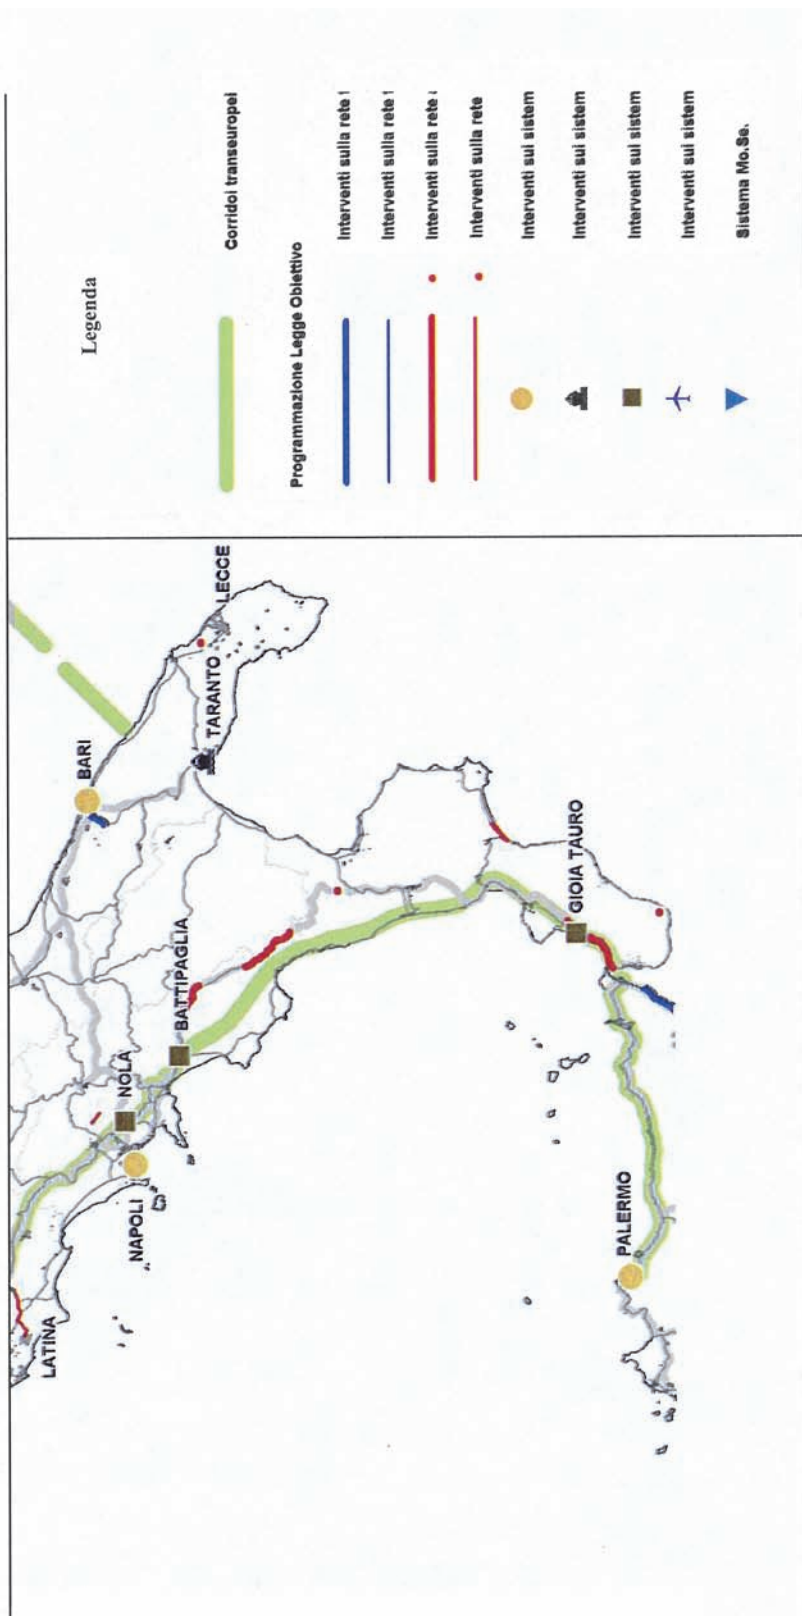 LATINA
NAPOLI
NOLA
BATTIPAGLIA
BARI
TARANTO
LECCE
PALERMO
GIOIA TAURO
Legenda
Corridoi transeuropei
Programmazione Legge Obiettivo
Interventi sulla rete
Interventi sulla rete
Interventi sulla rete
Interventi sulla rete
Interventi sui sistem
Interventi sui sistem
Interventi sui sistem
Interventi sui sistem
Sistema Mo.Se.